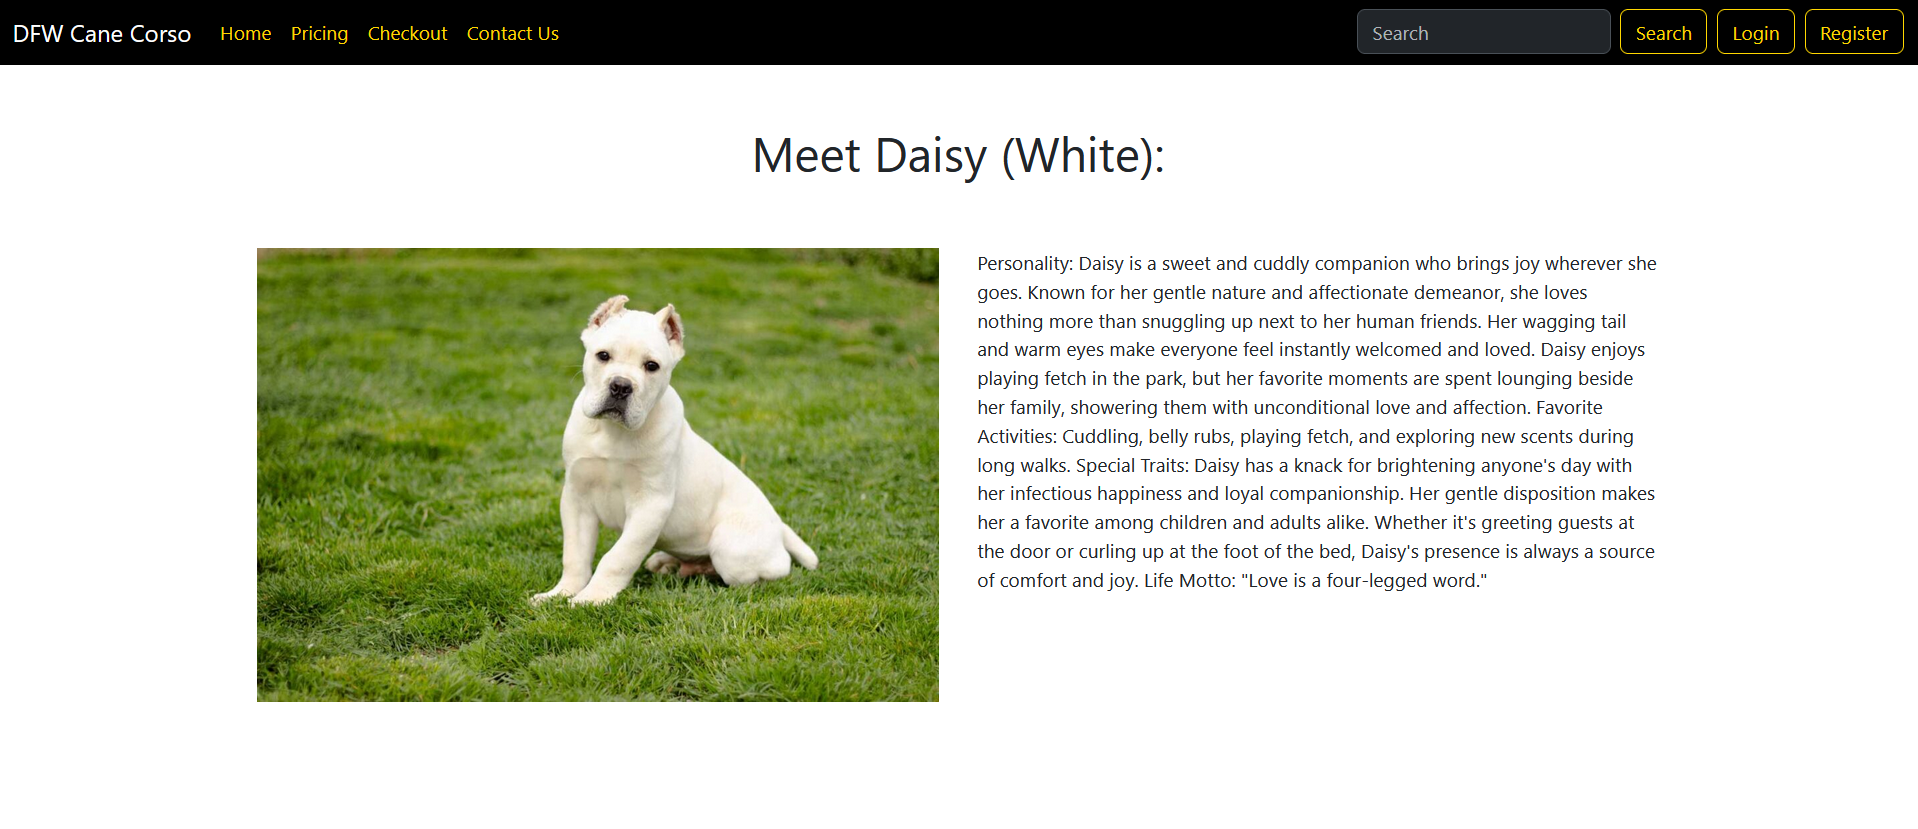 DFW Cane Corso Home Pricing Checkout Contact Us Search Search Login Register
Meet Daisy (White):
Personality: Daisy is a sweet and cuddly companion who brings joy wherever she
goes. Known for her gentle nature and affectionate demeanor, she loves
nothing more than snuggling up next to her human friends. Her wagging tail
and warm eyes make everyone feel instantly welcomed and loved. Daisy enjoys
playing fetch in the park, but her favorite moments are spent lounging beside
her family, showering them with unconditional love and affection. Favorite
Activities: Cuddling, belly rubs, playing fetch, and exploring new scents during
long walks. Special Traits: Daisy has a knack for brightening anyone's day with
her infectious happiness and loyal companionship. Her gentle disposition makes
her a favorite among children and adults alike. Whether it's greeting guests at
the door or curling up at the foot of the bed, Daisy's presence is always a source
of comfort and joy. Life Motto: "Love is a four-legged word."